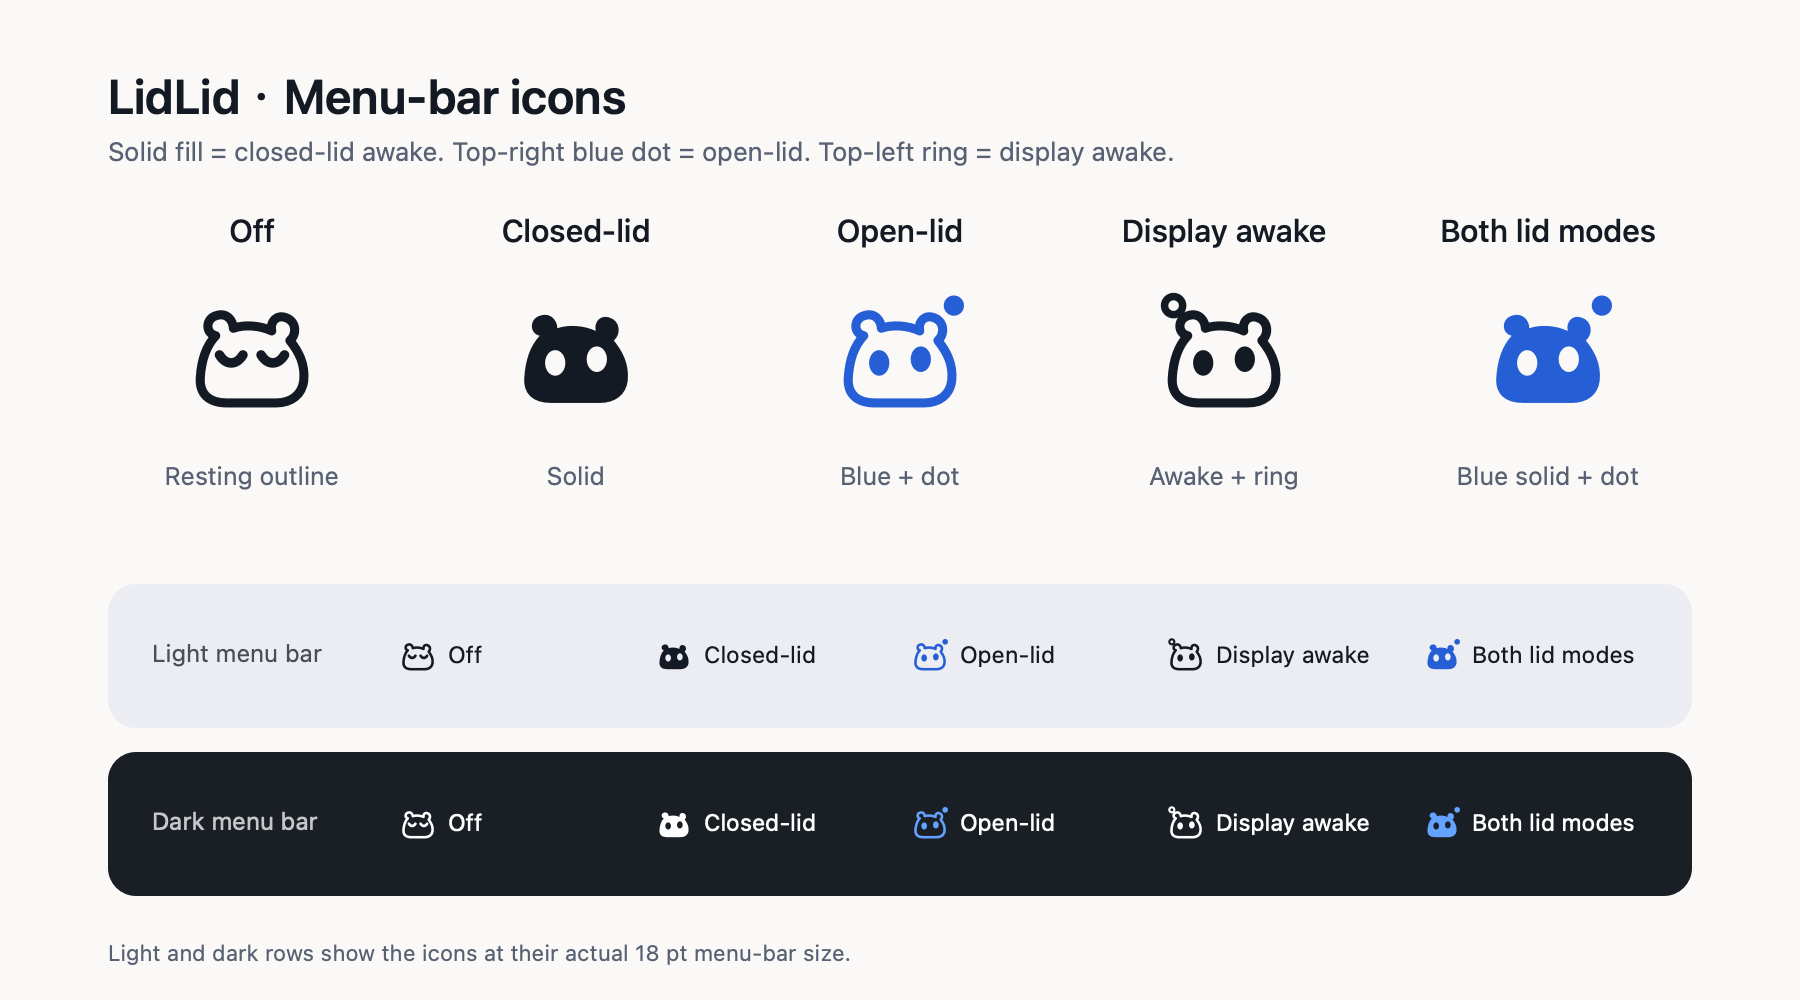 LidLid · Menu-bar icons
Solid fill = closed-lid awake. Top-right blue dot = open-lid. Top-left ring = display awake.
Off
Closed-lid
Open-lid
Display awake
Both lid modes
Resting outline
Solid
Blue + dot
Awake + ring
Blue solid + dot
Light menu bar
Off
Closed-lid
Open-lid
Display awake
Both lid modes
Dark menu bar
Off
Closed-lid
Open-lid
Display awake
Both lid modes
Light and dark rows show the icons at their actual 18 pt menu-bar size.